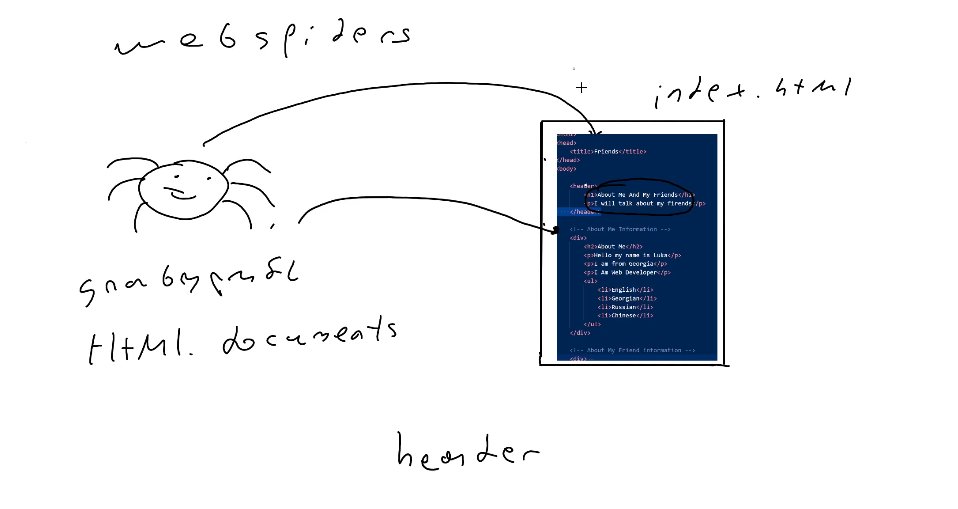 webspiders
index.html
<head>
<title>Friends</title>
</head>
<body>
<header>
<h1>About Me And My Friends</h1>
<p>I will talk about my firends</p>
</header>
<!-- About Me Information -->
<div>
<h2>About Me</h2>
<p>Hello my name is Luka</p>
<p>I am from Georgia</p>
<p>I Am Web Developer</p>
<ul>
<li>English</li>
<li>Georgian</li>
<li>Russian</li>
<li>Chinese</li>
</ul>
</div>
<!-- About My Friend information -->
<div>
HTML. documents
header